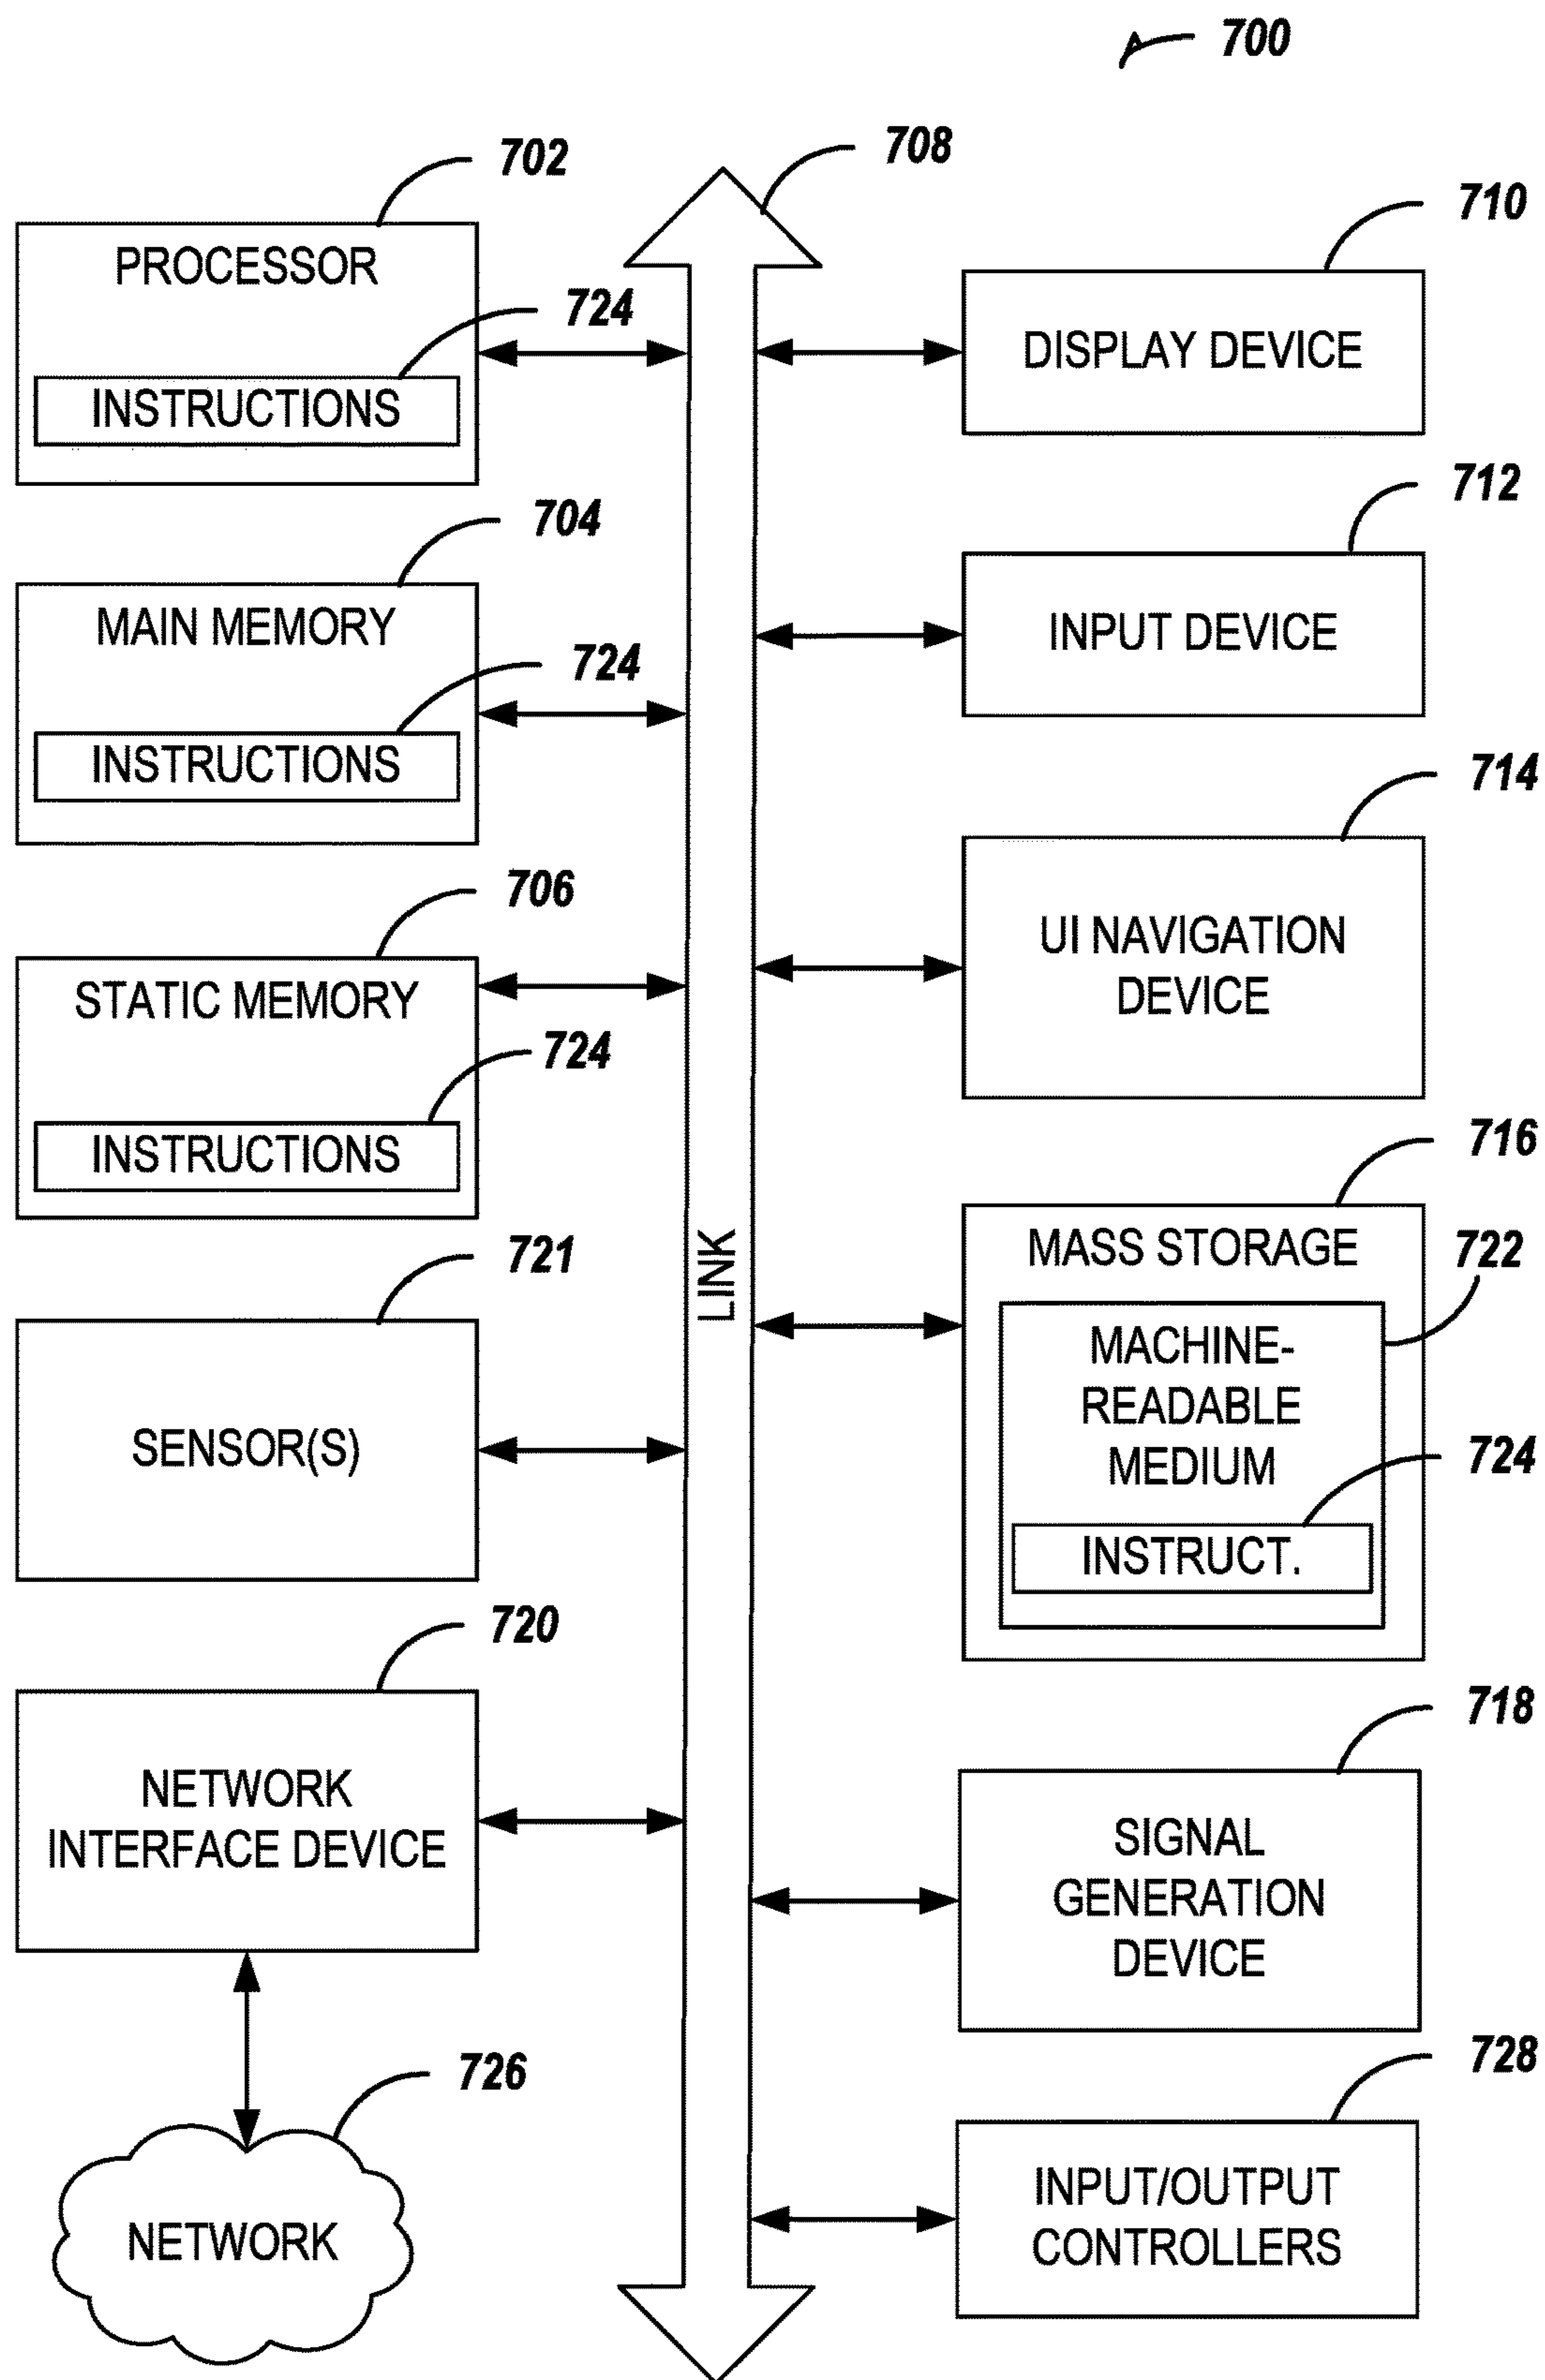 700
708
702
PROCESSOR
724
INSTRUCTIONS
704
MAIN MEMORY
724
INSTRUCTIONS
706
STATIC MEMORY
724
INSTRUCTIONS
721
SENSOR(S)
720
NETWORK
INTERFACE DEVICE
726
NETWORK
LINK
710
DISPLAY DEVICE
712
INPUT DEVICE
714
UI NAVIGATION
DEVICE
716
MASS STORAGE
722
MACHINE-
READABLE
MEDIUM
724
INSTRUCT.
718
SIGNAL
GENERATION
DEVICE
728
INPUT/OUTPUT
CONTROLLERS